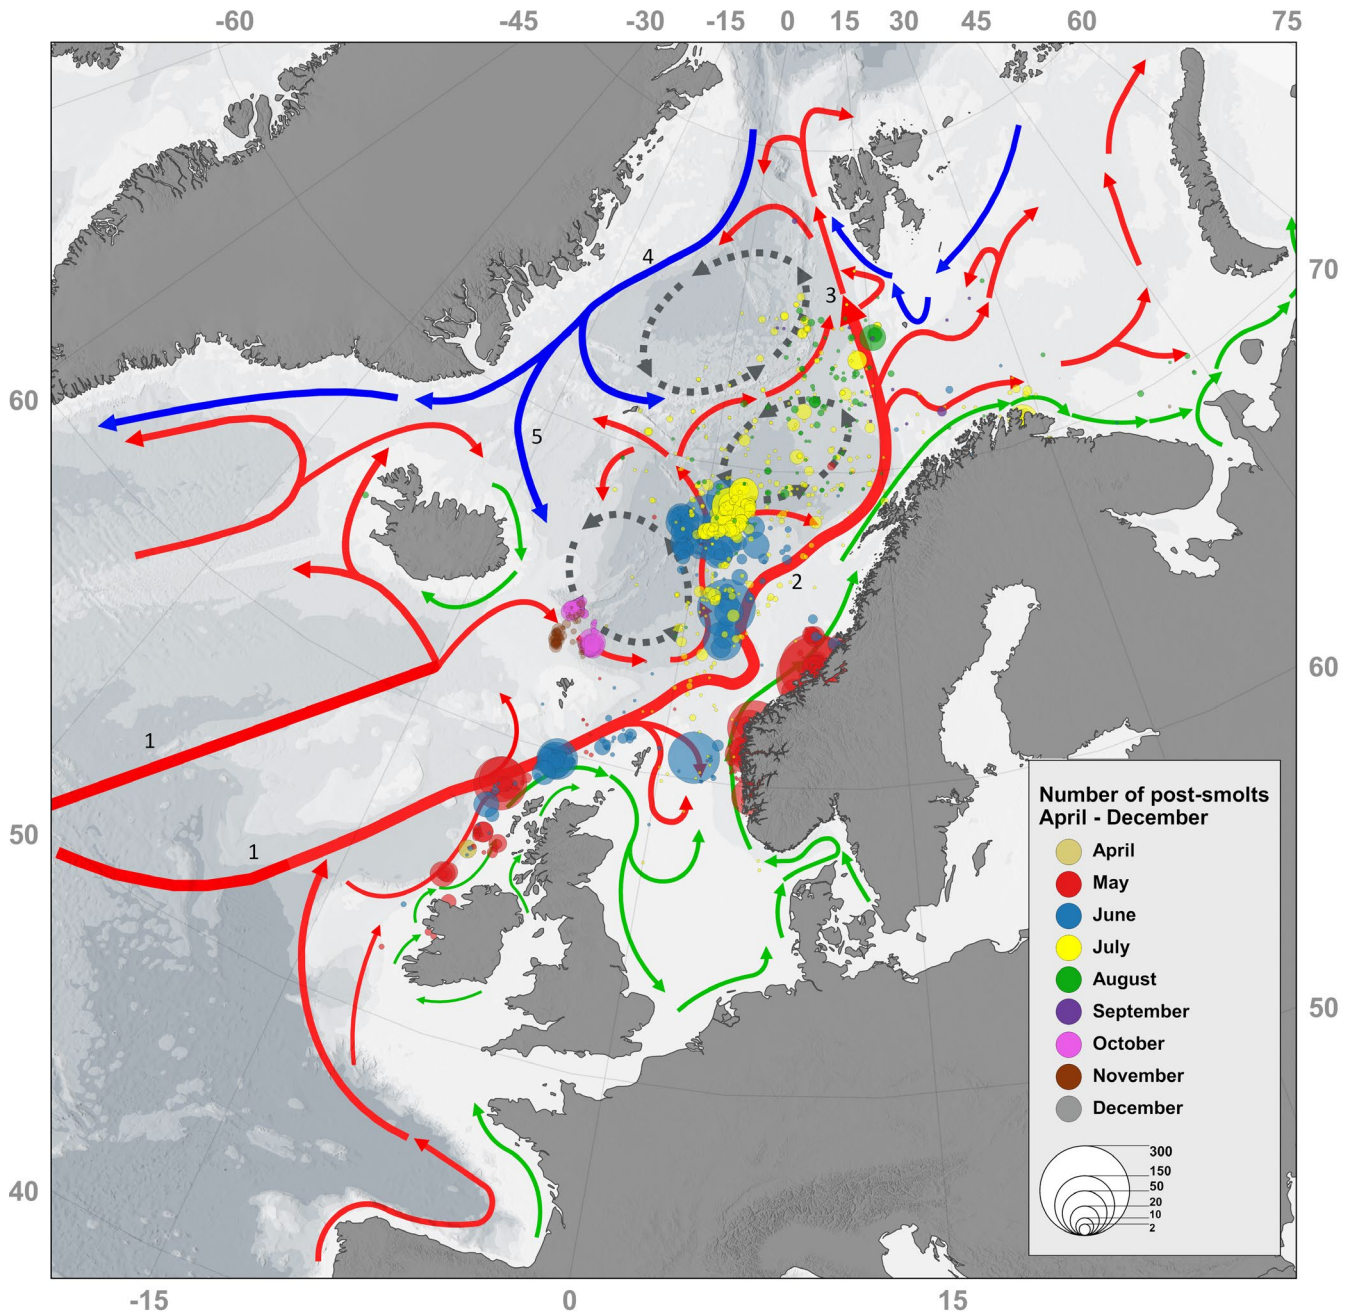 -60 -45 -30 -15 0 15 30 45 60 75
4
70
3
60
5
2
60
1
50
1
Number of post-smolts
April - December
April
May
June
July
August
September
October
November
December
50
300
150
50
20
10
2
40
-15 0 15